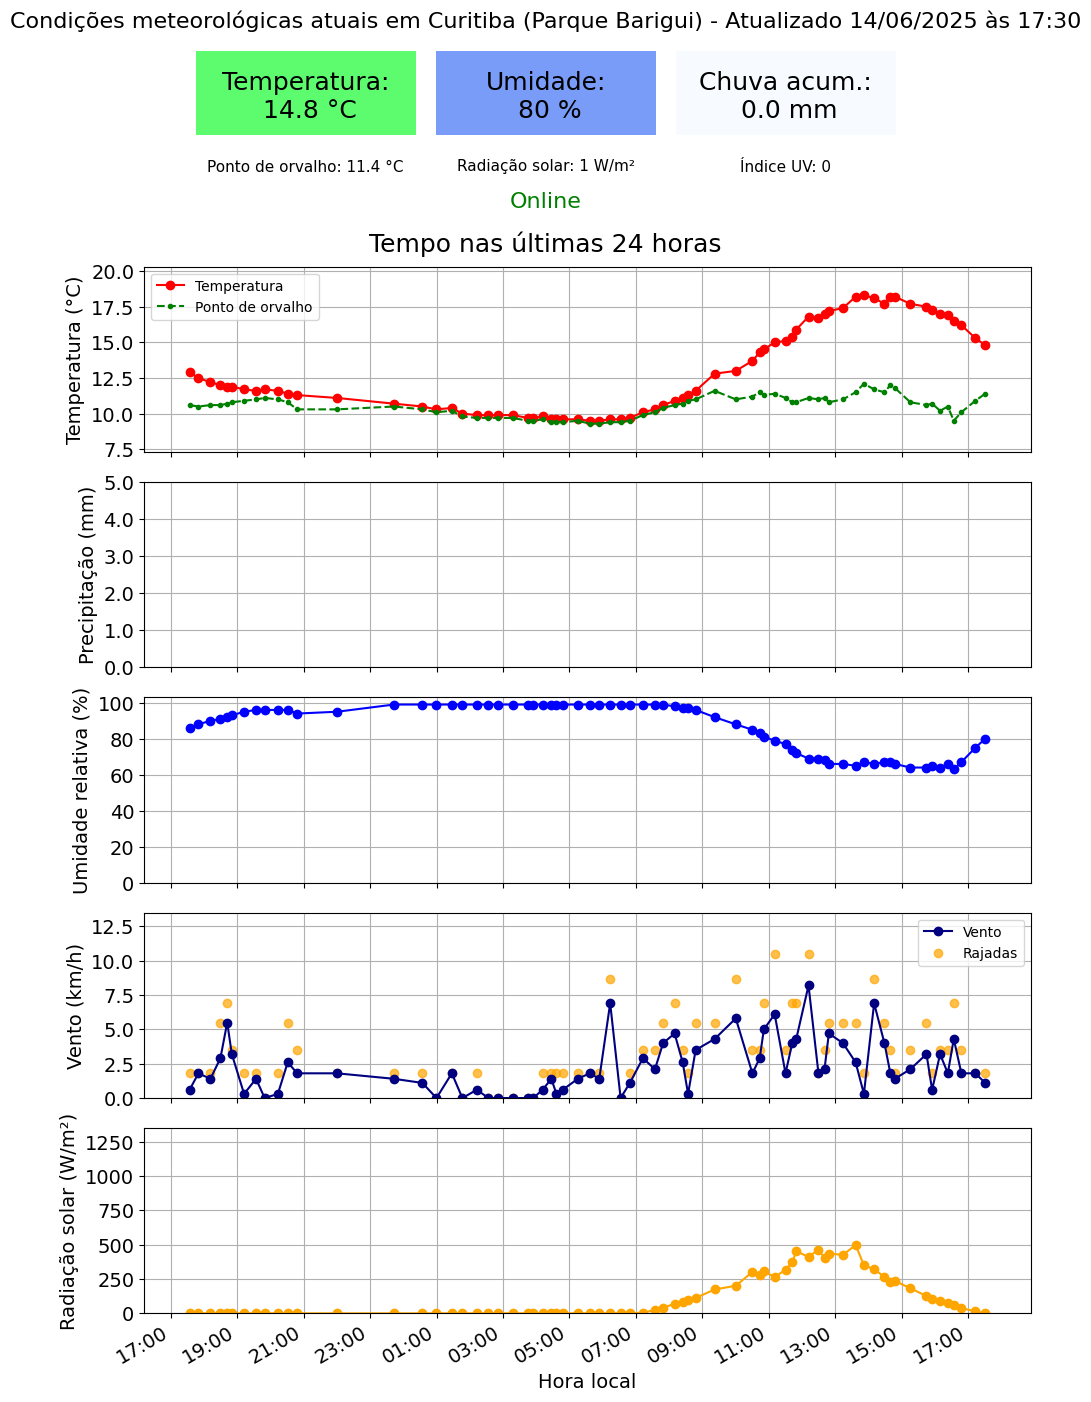 Condições meteorológicas atuais em Curitiba (Parque Barigui) - Atualizado 14/06/2025 às 17:30
Temperatura:
14.8 °C
Umidade:
80 %
Chuva acum.:
0.0 mm
Ponto de orvalho: 11.4 °C
Radiação solar: 1 W/m²
Índice UV: 0
Online
Tempo nas últimas 24 horas
Temperatura (°C)
20.0
17.5
15.0
12.5
10.0
7.5
Temperatura
Ponto de orvalho
Precipitação (mm)
5.0
4.0
3.0
2.0
1.0
0.0
Umidade relativa (%)
100
80
60
40
20
0
Vento (km/h)
12.5
10.0
7.5
5.0
2.5
0.0
Vento
Rajadas
Radiação solar (W/m²)
1250
1000
750
500
250
0
17:00
19:00
21:00
23:00
01:00
03:00
05:00
07:00
09:00
11:00
13:00
15:00
17:00
Hora local